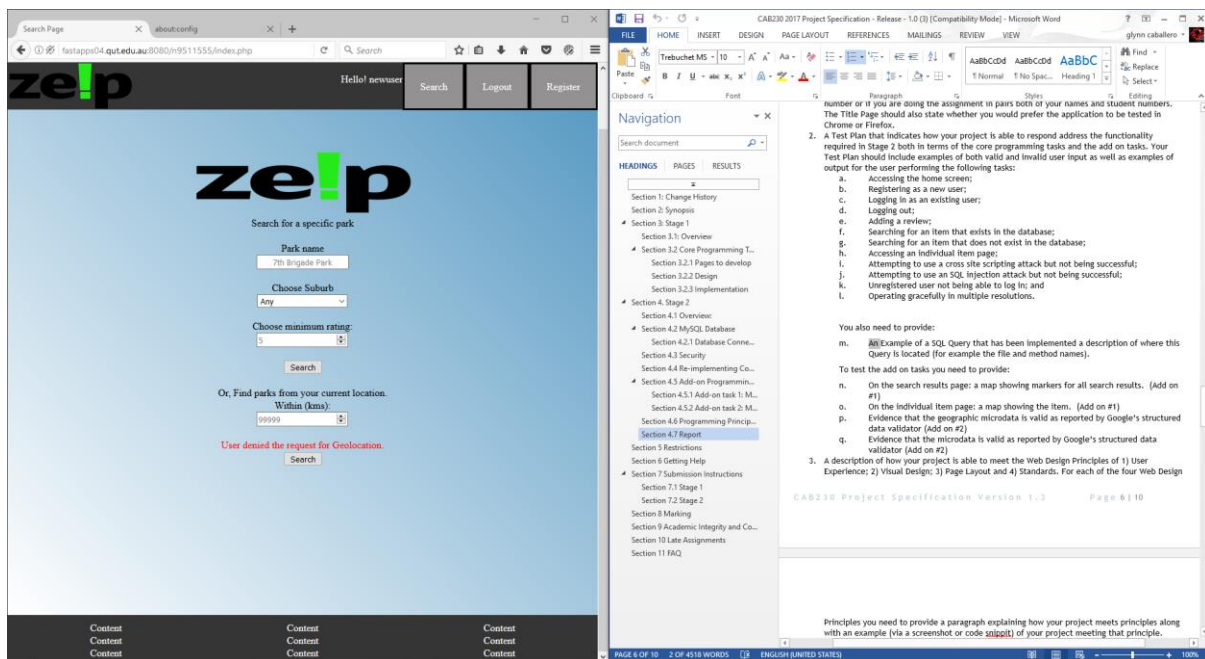 Search Page
about:config
fastapps04.qut.edu.au:8080/n9511555/index.php
Search
ze!p
Hello! newuser
Search
Logout
Register
ze!p
Search for a specific park
Park name
7th Brigade Park
Choose Suburb
Any
Choose minimum rating:
5
Search
Or, Find parks from your current location.
Within (kms):
99999
User denied the request for Geolocation.
Search
Content Content Content
Content Content Content
Content Content Content
CAB230 2017 Project Specification - Release - 1.0 (3) [Compatibility Mode] - Microsoft Word
FILE HOME INSERT DESIGN PAGE LAYOUT REFERENCES MAILINGS REVIEW VIEW
glynn caballero
Paste
Trebuchet MS 10
AaBbCcDd AaBbCcDd AaBbC
¶ Normal ¶ No Spac... Heading 1
Find
Replace
Select
Clipboard Font Paragraph Styles Editing
Navigation
Search document
HEADINGS PAGES RESULTS
Section 1: Change History
Section 2: Synopsis
Section 3: Stage 1
Section 3.1: Overview
Section 3.2 Core Programming T...
Section 3.2.1 Pages to develop
Section 3.2.2 Design
Section 3.2.3 Implementation
Section 4. Stage 2
Section 4.1 Overview:
Section 4.2 MySQL Database
Section 4.2.1 Database Conne...
Section 4.3 Security
Section 4.4 Re-implementing Co...
Section 4.5 Add-on Programmin...
Section 4.5.1 Add-on task 1: M...
Section 4.5.2 Add-on task 2: M...
Section 4.6 Programming Princip...
Section 4.7 Report
Section 5 Restrictions
Section 6 Getting Help
Section 7 Submission Instructions
Section 7.1 Stage 1
Section 7.2 Stage 2
Section 8 Marking
Section 9 Academic Integrity and Co...
Section 10 Late Assignments
Section 11 FAQ
number or if you are doing the assignment in pairs both of your names and student numbers.
The Title Page should also state whether you would prefer the application to be tested in
Chrome or Firefox.
2. A Test Plan that indicates how your project is able to respond address the functionality
required in Stage 2 both in terms of the core programming tasks and the add on tasks. Your
Test Plan should include examples of both valid and invalid user input as well as examples of
output for the user performing the following tasks:
a. Accessing the home screen;
b. Registering as a new user;
c. Logging in as an existing user;
d. Logging out;
e. Adding a review;
f. Searching for an item that exists in the database;
g. Searching for an item that does not exist in the database;
h. Accessing an individual item page;
i. Attempting to use a cross site scripting attack but not being successful;
j. Attempting to use an SQL injection attack but not being successful;
k. Unregistered user not being able to log in; and
l. Operating gracefully in multiple resolutions.
You also need to provide:
m. An Example of a SQL Query that has been implemented a description of where this
Query is located (for example the file and method names).
To test the add on tasks you need to provide:
n. On the search results page: a map showing markers for all search results. (Add on
#1)
o. On the individual item page: a map showing the item. (Add on #1)
p. Evidence that the geographic microdata is valid as reported by Google's structured
data validator (Add on #2)
q. Evidence that the microdata is valid as reported by Google's structured data
validator (Add on #2)
3. A description of how your project is able to meet the Web Design Principles of 1) User
Experience; 2) Visual Design; 3) Page Layout and 4) Standards. For each of the four Web Design
CAB230 Project Specification Version 1.3 Page 6 | 10
Principles you need to provide a paragraph explaining how your project meets principles along
with an example (via a screenshot or code snippit) of your project meeting that principle.
PAGE 6 OF 10 2 OF 4518 WORDS ENGLISH (UNITED STATES) 100%